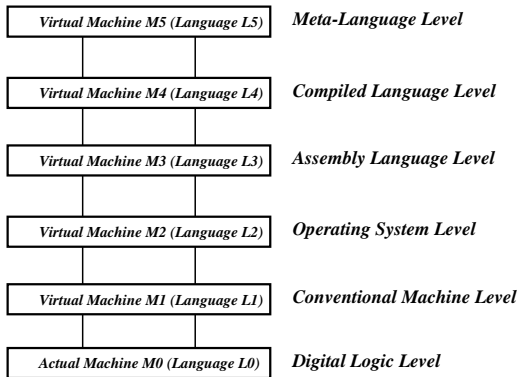 Virtual Machine M5 (Language L5) Meta-Language Level
Virtual Machine M4 (Language L4) Compiled Language Level
Virtual Machine M3 (Language L3) Assembly Language Level
Virtual Machine M2 (Language L2) Operating System Level
Virtual Machine M1 (Language L1) Conventional Machine Level
Actual Machine M0 (Language L0) Digital Logic Level